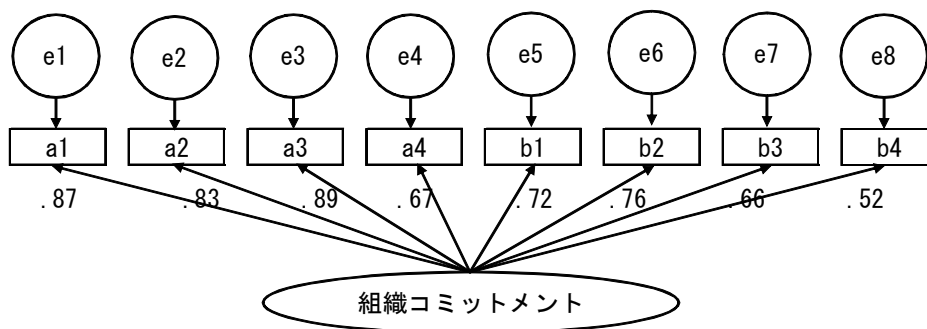 e1 e2 e3 e4 e5 e6 e7 e8
a1 a2 a3 a4 b1 b2 b3 b4
.87 .83 .89 .67 .72 .76 .66 .52
組織コミットメント